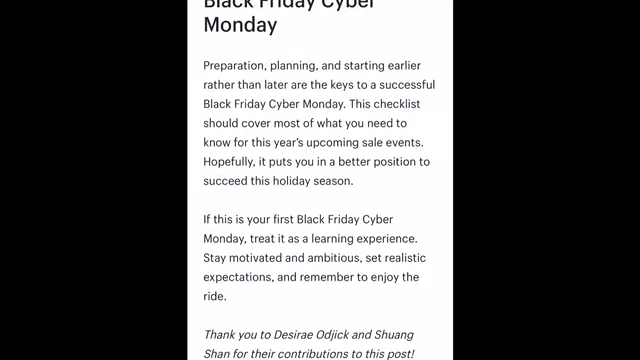 Black Friday Cyber
Monday
Preparation, planning, and starting earlier
rather than later are the keys to a successful
Black Friday Cyber Monday. This checklist
should cover most of what you need to
know for this year’s upcoming sale events.
Hopefully, it puts you in a better position to
succeed this holiday season.
If this is your first Black Friday Cyber
Monday, treat it as a learning experience.
Stay motivated and ambitious, set realistic
expectations, and remember to enjoy the
ride.
Thank you to Desirae Odjick and Shuang
Shan for their contributions to this post!